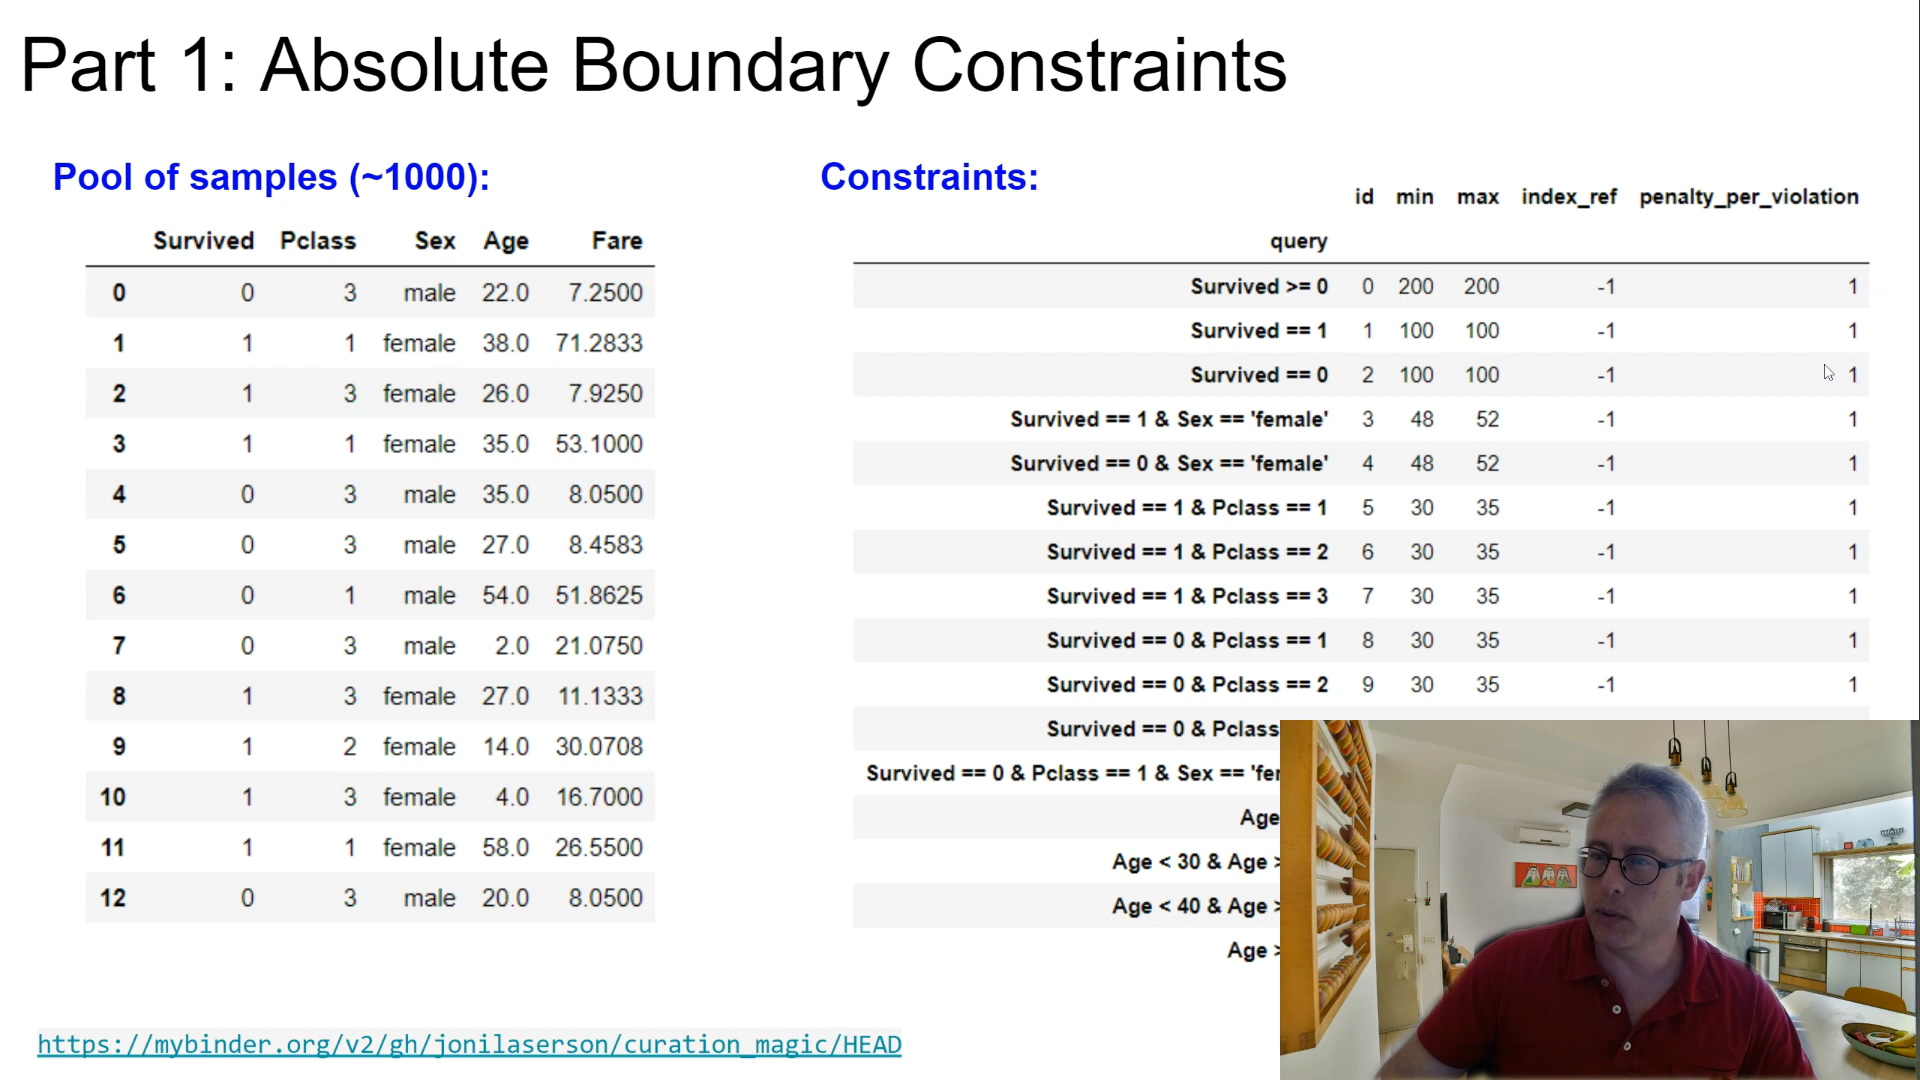 Part 1: Absolute Boundary Constraints
Pool of samples (~1000):
Survived Pclass Sex Age Fare
0 0 3 male 22.0 7.2500
1 1 1 female 38.0 71.2833
2 1 3 female 26.0 7.9250
3 1 1 female 35.0 53.1000
4 0 3 male 35.0 8.0500
5 0 3 male 27.0 8.4583
6 0 1 male 54.0 51.8625
7 0 3 male 2.0 21.0750
8 1 3 female 27.0 11.1333
9 1 2 female 14.0 30.0708
10 1 3 female 4.0 16.7000
11 1 1 female 58.0 26.5500
12 0 3 male 20.0 8.0500
Constraints:
id min max index_ref penalty_per_violation
query
Survived >= 0 0 200 200 -1 1
Survived == 1 1 100 100 -1 1
Survived == 0 2 100 100 -1 1
Survived == 1 & Sex == 'female' 3 48 52 -1 1
Survived == 0 & Sex == 'female' 4 48 52 -1 1
Survived == 1 & Pclass == 1 5 30 35 -1 1
Survived == 1 & Pclass == 2 6 30 35 -1 1
Survived == 1 & Pclass == 3 7 30 35 -1 1
Survived == 0 & Pclass == 1 8 30 35 -1 1
Survived == 0 & Pclass == 2 9 30 35 -1 1
Survived == 0 & Pclass
Survived == 0 & Pclass == 1 & Sex == 'fe
Age
Age < 30 & Age >
Age < 40 & Age >
Age >
https://mybinder.org/v2/gh/jonilaserson/curation_magic/HEAD